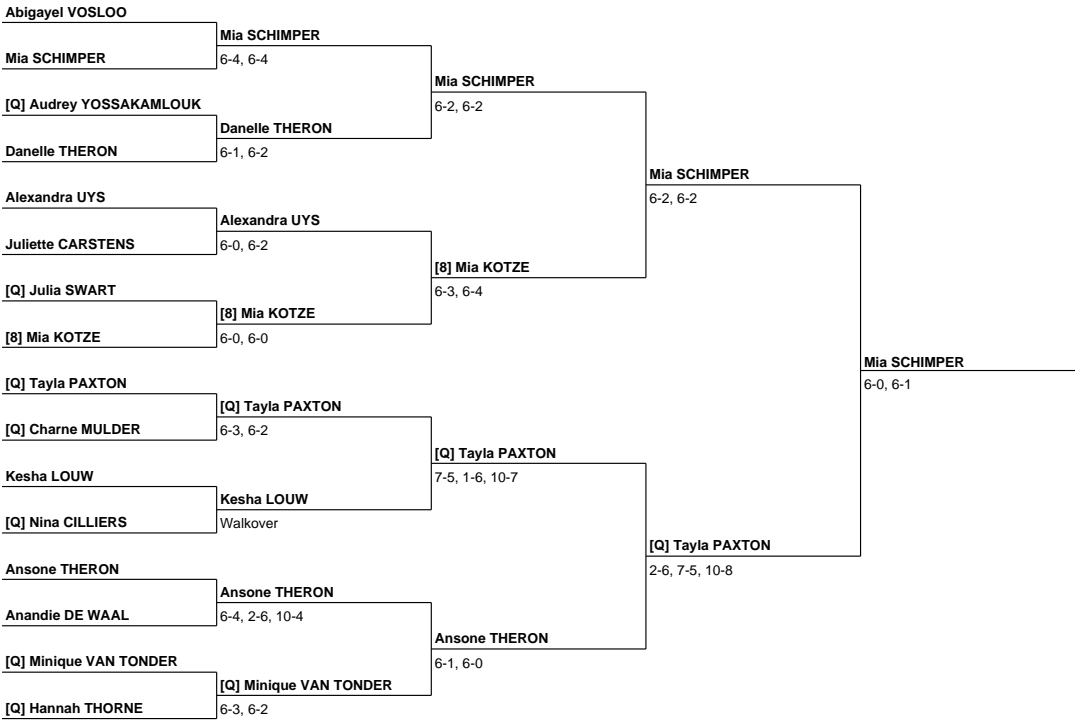 Abigayel VOSLOO
Mia SCHIMPER
[Q] Audrey YOSSAKAMLOUK
Danelle THERON
Alexandra UYS
Juliette CARSTENS
[Q] Julia SWART
[8] Mia KOTZE
[Q] Tayla PAXTON
[Q] Charne MULDER
Kesha LOUW
[Q] Nina CILLIERS
Ansone THERON
Anandie DE WAAL
[Q] Minique VAN TONDER
[Q] Hannah THORNE
Mia SCHIMPER
6-4, 6-4
Danelle THERON
6-1, 6-2
Alexandra UYS
6-0, 6-2
[8] Mia KOTZE
6-0, 6-0
[Q] Tayla PAXTON
6-3, 6-2
Kesha LOUW
Walkover
Ansone THERON
6-4, 2-6, 10-4
[Q] Minique VAN TONDER
6-3, 6-2
Mia SCHIMPER
6-2, 6-2
[8] Mia KOTZE
6-3, 6-4
[Q] Tayla PAXTON
7-5, 1-6, 10-7
Ansone THERON
6-1, 6-0
Mia SCHIMPER
6-2, 6-2
[Q] Tayla PAXTON
2-6, 7-5, 10-8
Mia SCHIMPER
6-0, 6-1